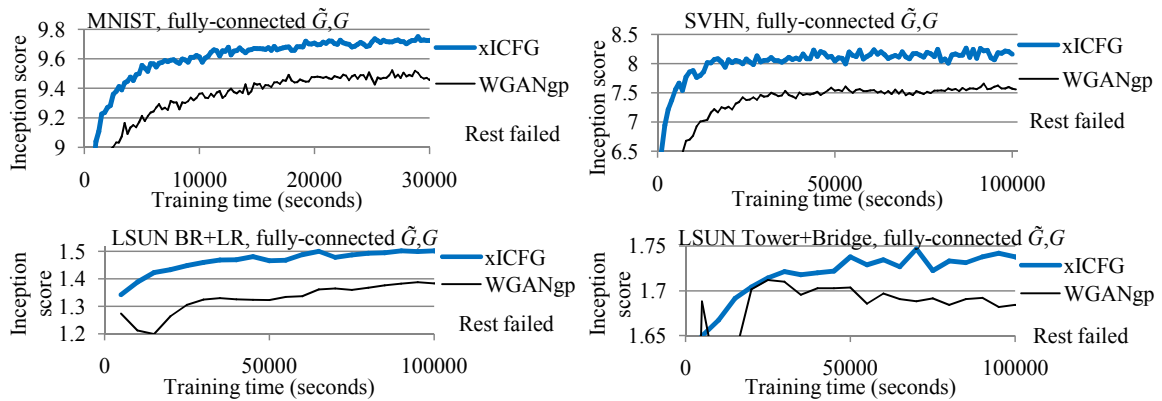 MNIST, fully-connected G̃,G
Inception score
9.8
9.6
9.4
9.2
9
0 10000 20000 30000
Training time (seconds)
xICFG
WGANgp
Rest failed
SVHN, fully-connected G̃,G
Inception score
8.5
8
7.5
7
6.5
0 50000 100000
Training time (seconds)
xICFG
WGANgp
Rest failed
LSUN BR+LR, fully-connected G̃,G
Inception
score
1.5
1.4
1.3
1.2
0 50000 100000
Training time (seconds)
xICFG
WGANgp
Rest failed
LSUN Tower+Bridge, fully-connected G̃,G
Inception
score
1.75
1.7
1.65
0 50000 100000
Training time (seconds)
xICFG
WGANgp
Rest failed